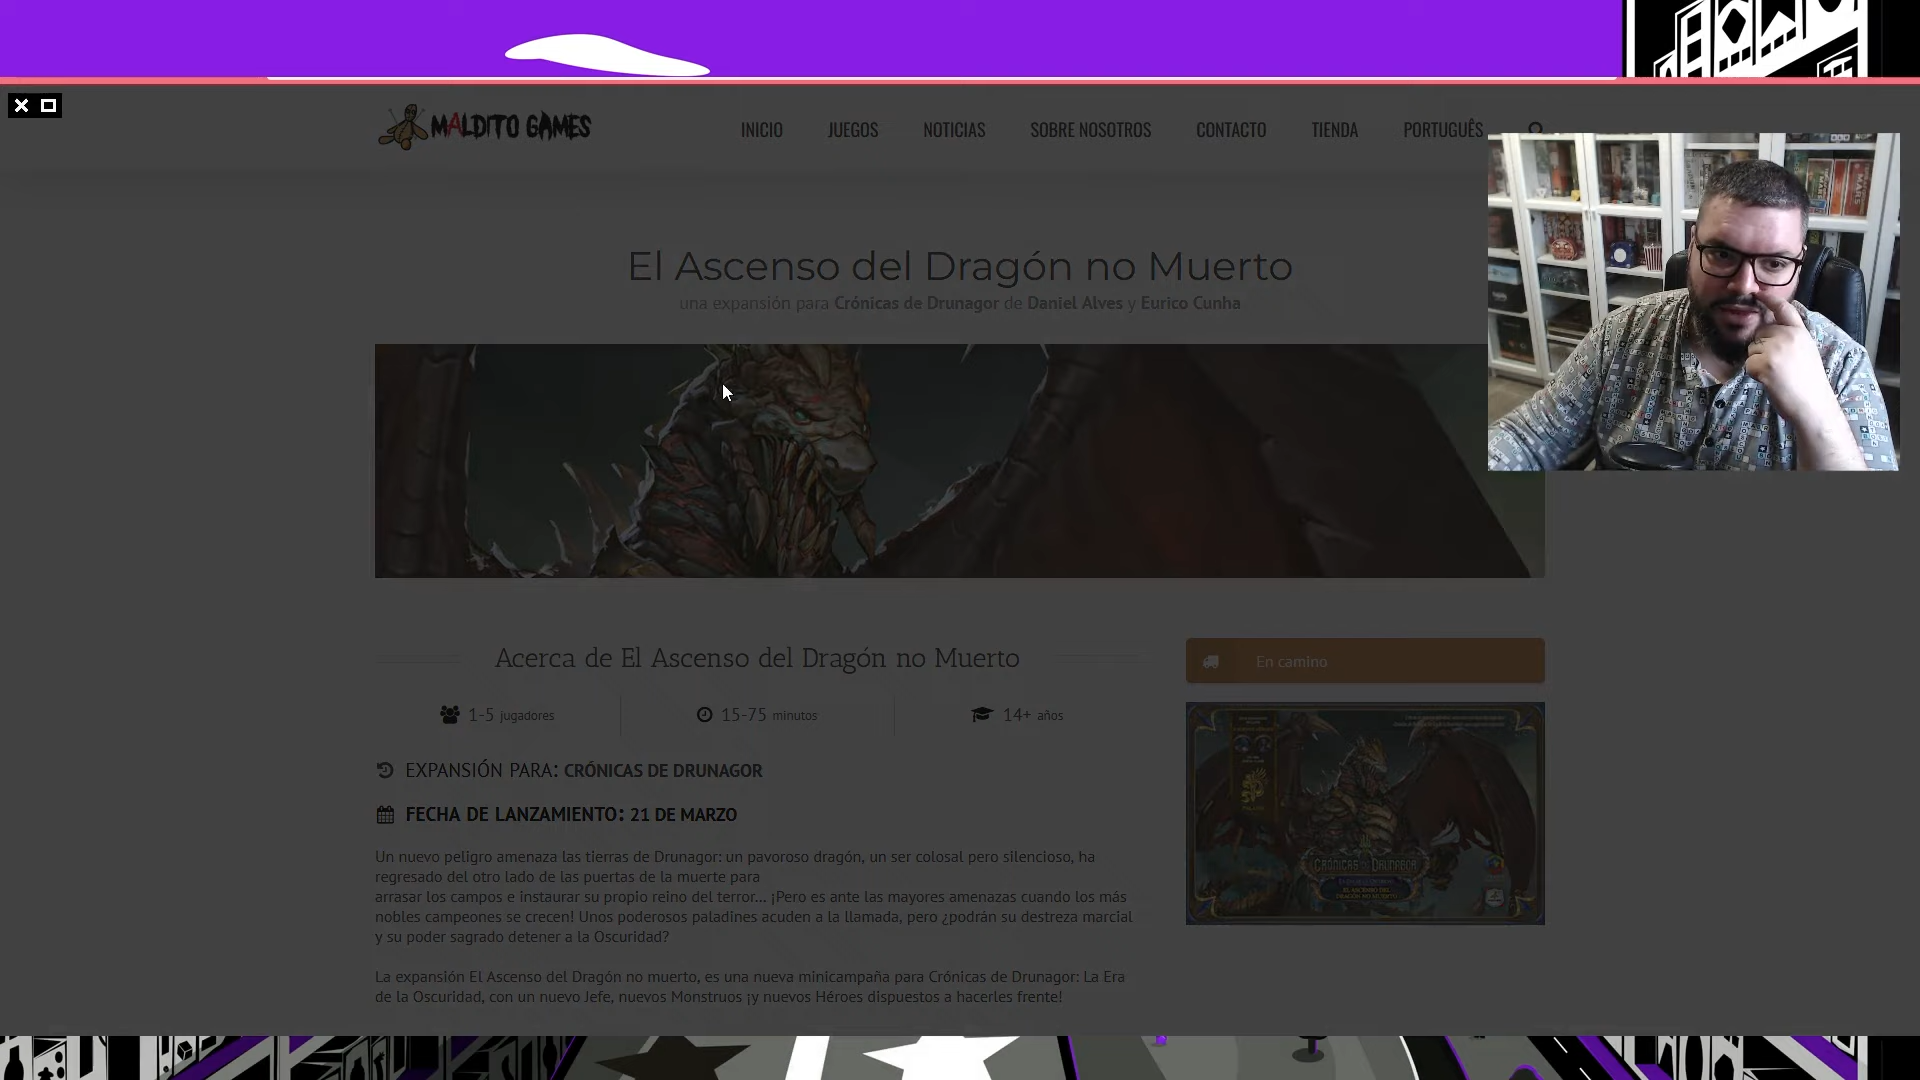 MALDITO GAMES
INICIO
JUEGOS
NOTICIAS
SOBRE NOSOTROS
CONTACTO
TIENDA
PORTUGUÊS
El Ascenso del Dragón no Muerto
una expansión para Crónicas de Drunagor de Daniel Alves y Eurico Cunha
Acerca de El Ascenso del Dragón no Muerto
En camino
1-5 jugadores
15-75 minutos
14+ años
EXPANSIÓN PARA: CRÓNICAS DE DRUNAGOR
FECHA DE LANZAMIENTO: 21 DE MARZO
Un nuevo peligro amenaza las tierras de Drunagor: un pavoroso dragón, un ser colosal pero silencioso, ha
regresado del otro lado de las puertas de la muerte para
arrasar los campos e instaurar su propio reino del terror... ¡Pero es ante las mayores amenazas cuando los más
nobles campeones se crecen! Unos poderosos paladines acuden a la llamada, pero ¿podrán su destreza marcial
y su poder sagrado detener a la Oscuridad?
La expansión El Ascenso del Dragón no muerto, es una nueva minicampaña para Crónicas de Drunagor: La Era
de la Oscuridad, con un nuevo Jefe, nuevos Monstruos ¡y nuevos Héroes dispuestos a hacerles frente!
CRÓNICAS DE DRUNAGOR
EL ASCENSO DEL
DRAGÓN NO MUERTO
MARS